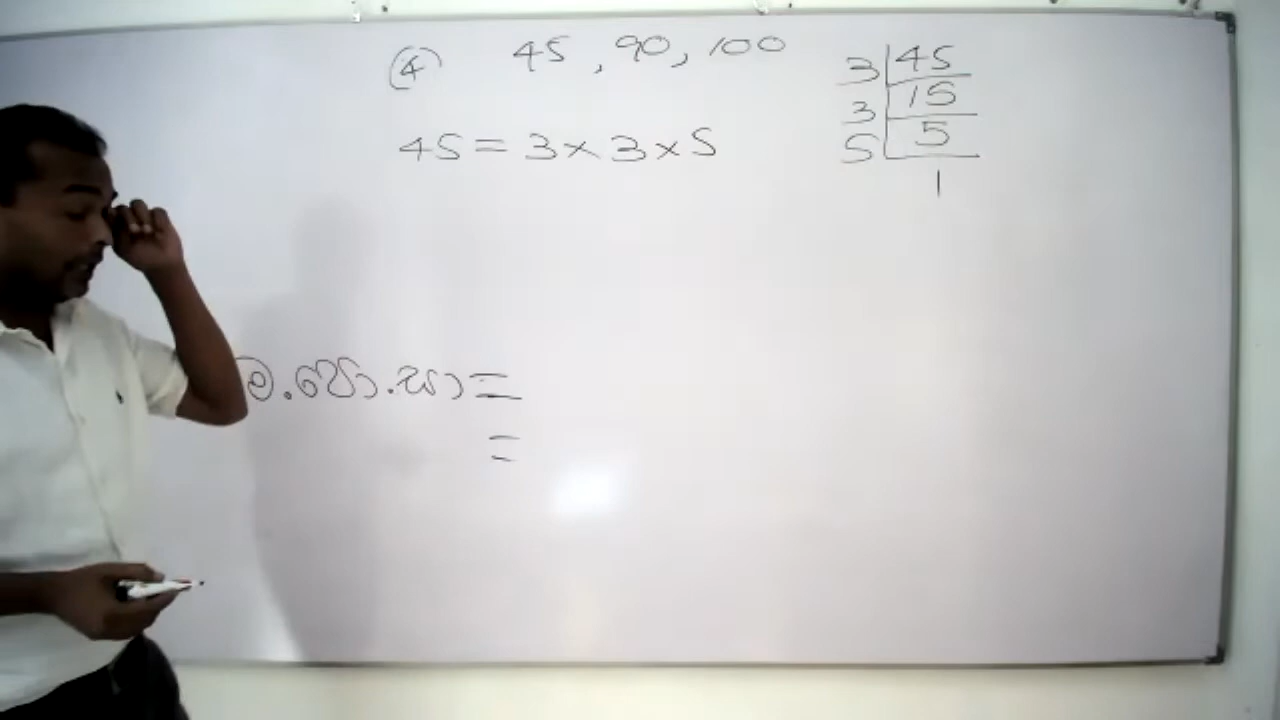 ④ 45, 90, 100
45 = 3 × 3 × 5
3 | 45
3 | 15
5 | 5
1
ම.පො.සා =
=